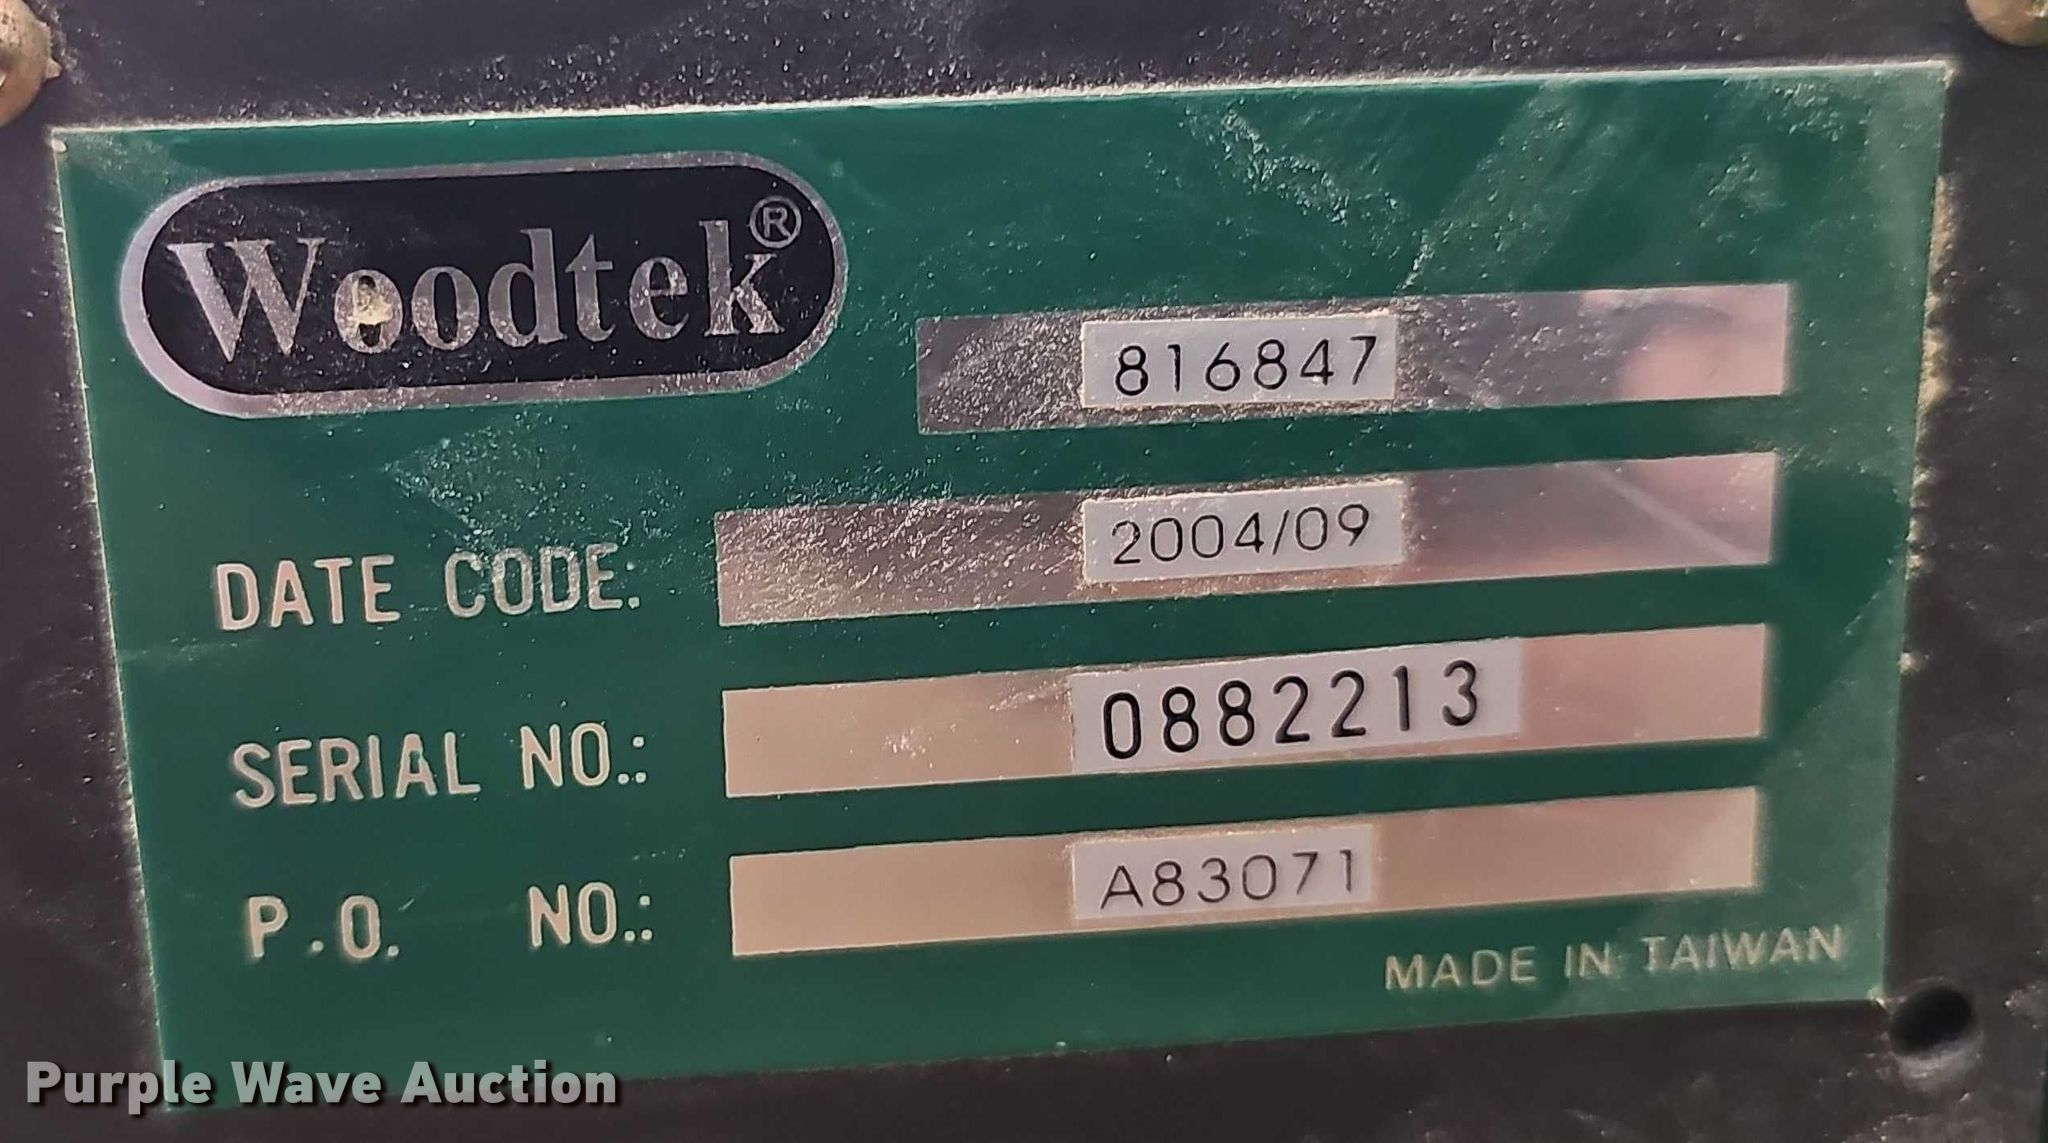 Woodtek®
816847
DATE CODE: 2004/09
SERIAL NO.: 0882213
P.O. NO.: A83071
MADE IN TAIWAN
Purple Wave Auction